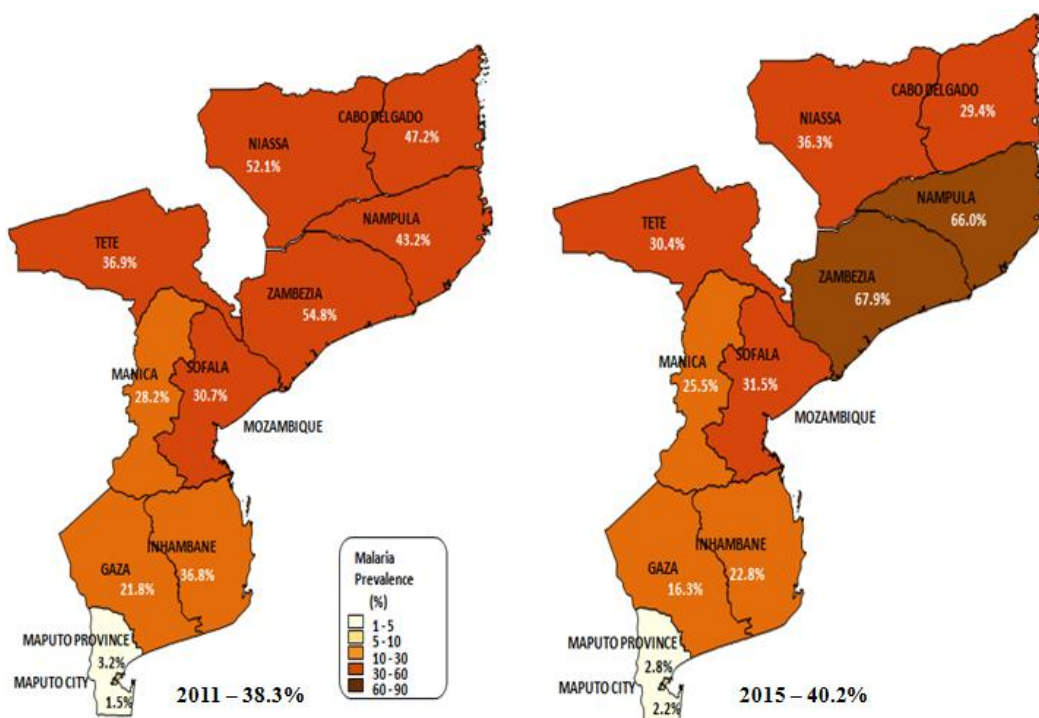 CABO DELGADO
47.2%
NIASSA
52.1%
NAMPULA
43.2%
TETE
36.9%
ZAMBEZIA
54.8%
MANICA
28.2%
SOFALA
30.7%
MOZAMBIQUE
INHAMBANE
36.8%
GAZA
21.8%
MAPUTO PROVINCE
3.2%
MAPUTO CITY
1.5%
2011 – 38.3%
Malaria
Prevalence
(%)
1 - 5
5 - 10
10 - 30
30 - 60
60 - 90
CABO DELGADO
29.4%
NIASSA
36.3%
NAMPULA
66.0%
TETE
30.4%
ZAMBEZIA
67.9%
MANICA
25.5%
SOFALA
31.5%
MOZAMBIQUE
INHAMBANE
22.8%
GAZA
16.3%
MAPUTO PROVINCE
2.8%
MAPUTO CITY
2.2%
2015 – 40.2%